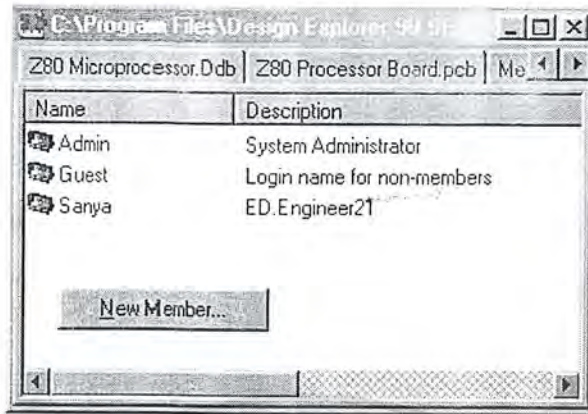 C:\Program Files\Design Explorer 99 SE
Z80 Microprocessor.Ddb Z80 Processor Board.pcb Me
Name Description
Admin System Administrator
Guest Login name for non-members
Sanya ED.Engineer21
New Member...